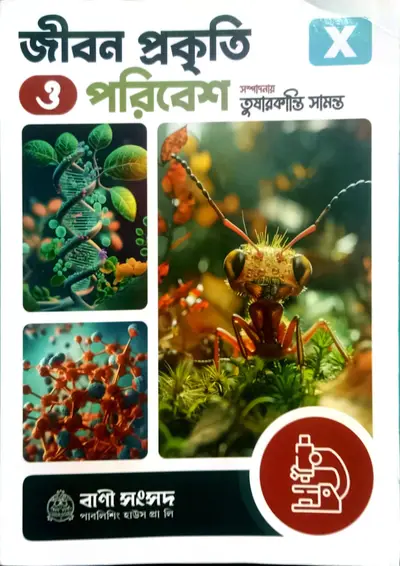 জীবন প্রকৃতি
X
ও পরিবেশ
সম্পাদনায়
তুষারকান্তি সামন্ত
বাণী সংসদ
পাবলিশিং হাউস প্রা লি